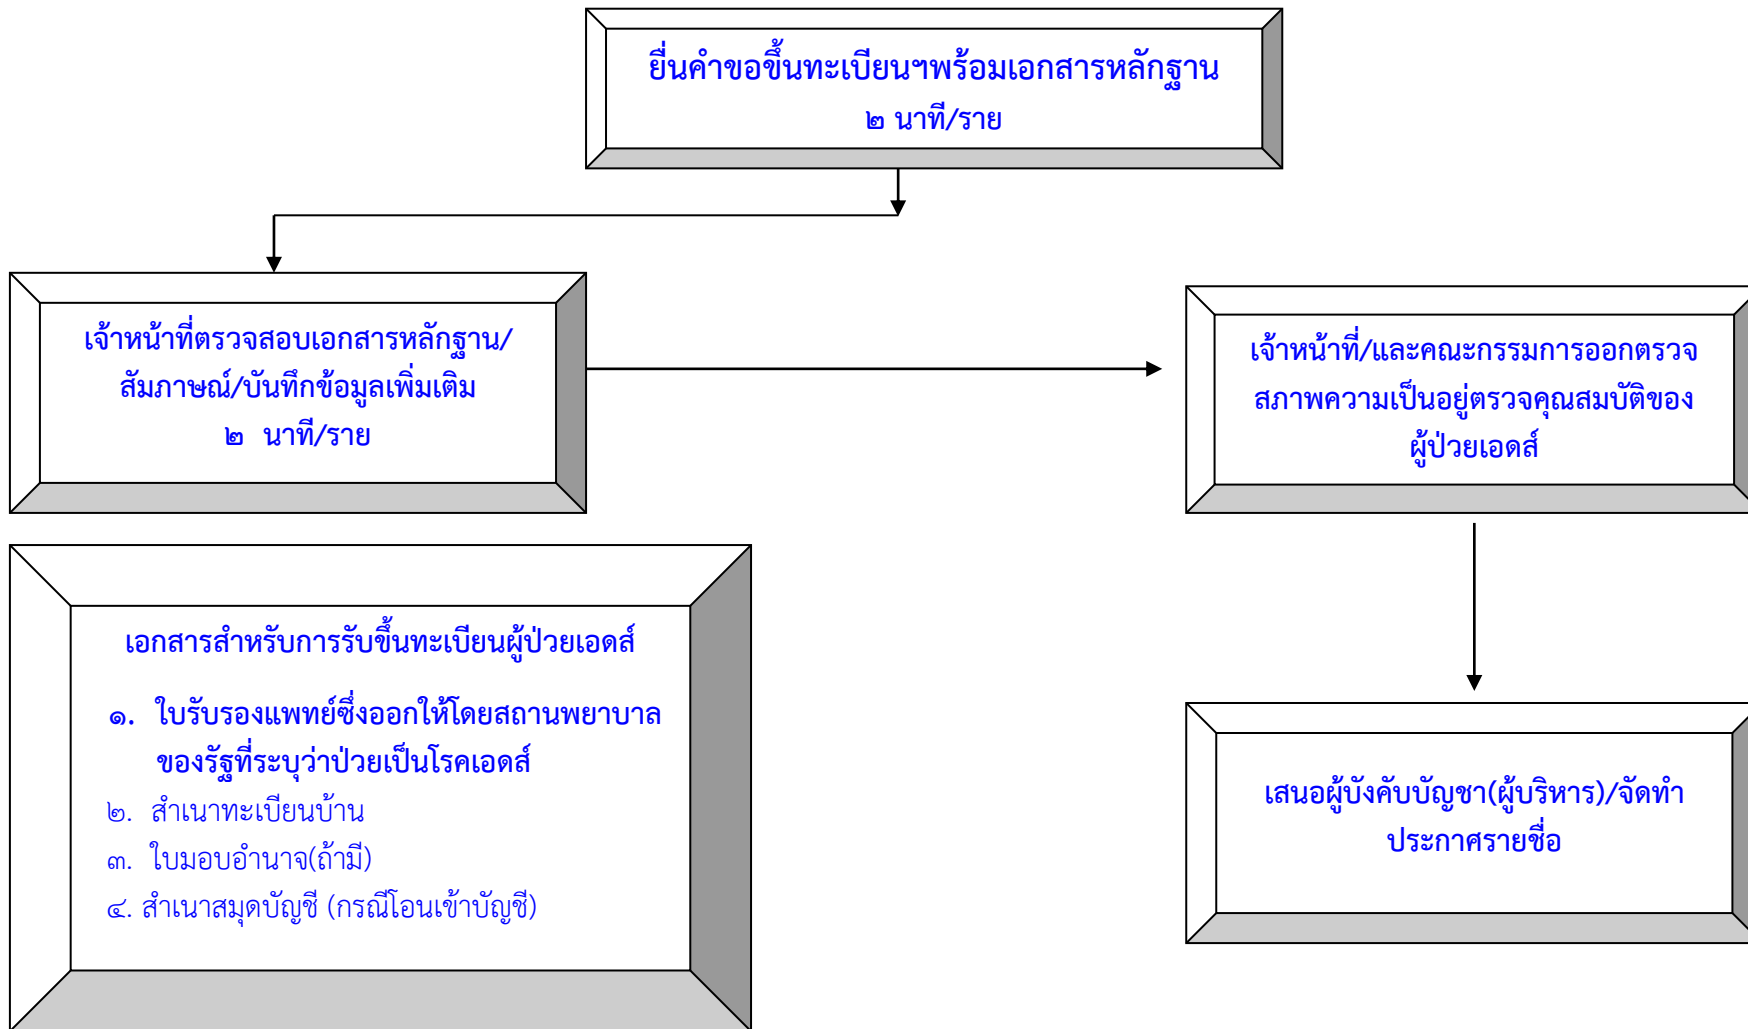 ยื่นคำขอขึ้นทะเบียนฯพร้อมเอกสารหลักฐาน
๒ นาที/ราย
เจ้าหน้าที่ตรวจสอบเอกสารหลักฐาน/
สัมภาษณ์/บันทึกข้อมูลเพิ่มเติม
๒ นาที/ราย
เจ้าหน้าที่/และคณะกรรมการออกตรวจ
สภาพความเป็นอยู่ตรวจคุณสมบัติของ
ผู้ป่วยเอดส์
เอกสารสำหรับการรับขึ้นทะเบียนผู้ป่วยเอดส์
๑. ใบรับรองแพทย์ซึ่งออกให้โดยสถานพยาบาล
ของรัฐที่ระบุว่าป่วยเป็นโรคเอดส์
๒. สำเนาทะเบียนบ้าน
๓. ใบมอบอำนาจ(ถ้ามี)
๔. สำเนาสมุดบัญชี (กรณีโอนเข้าบัญชี)
เสนอผู้บังคับบัญชา(ผู้บริหาร)/จัดทำ
ประกาศรายชื่อ